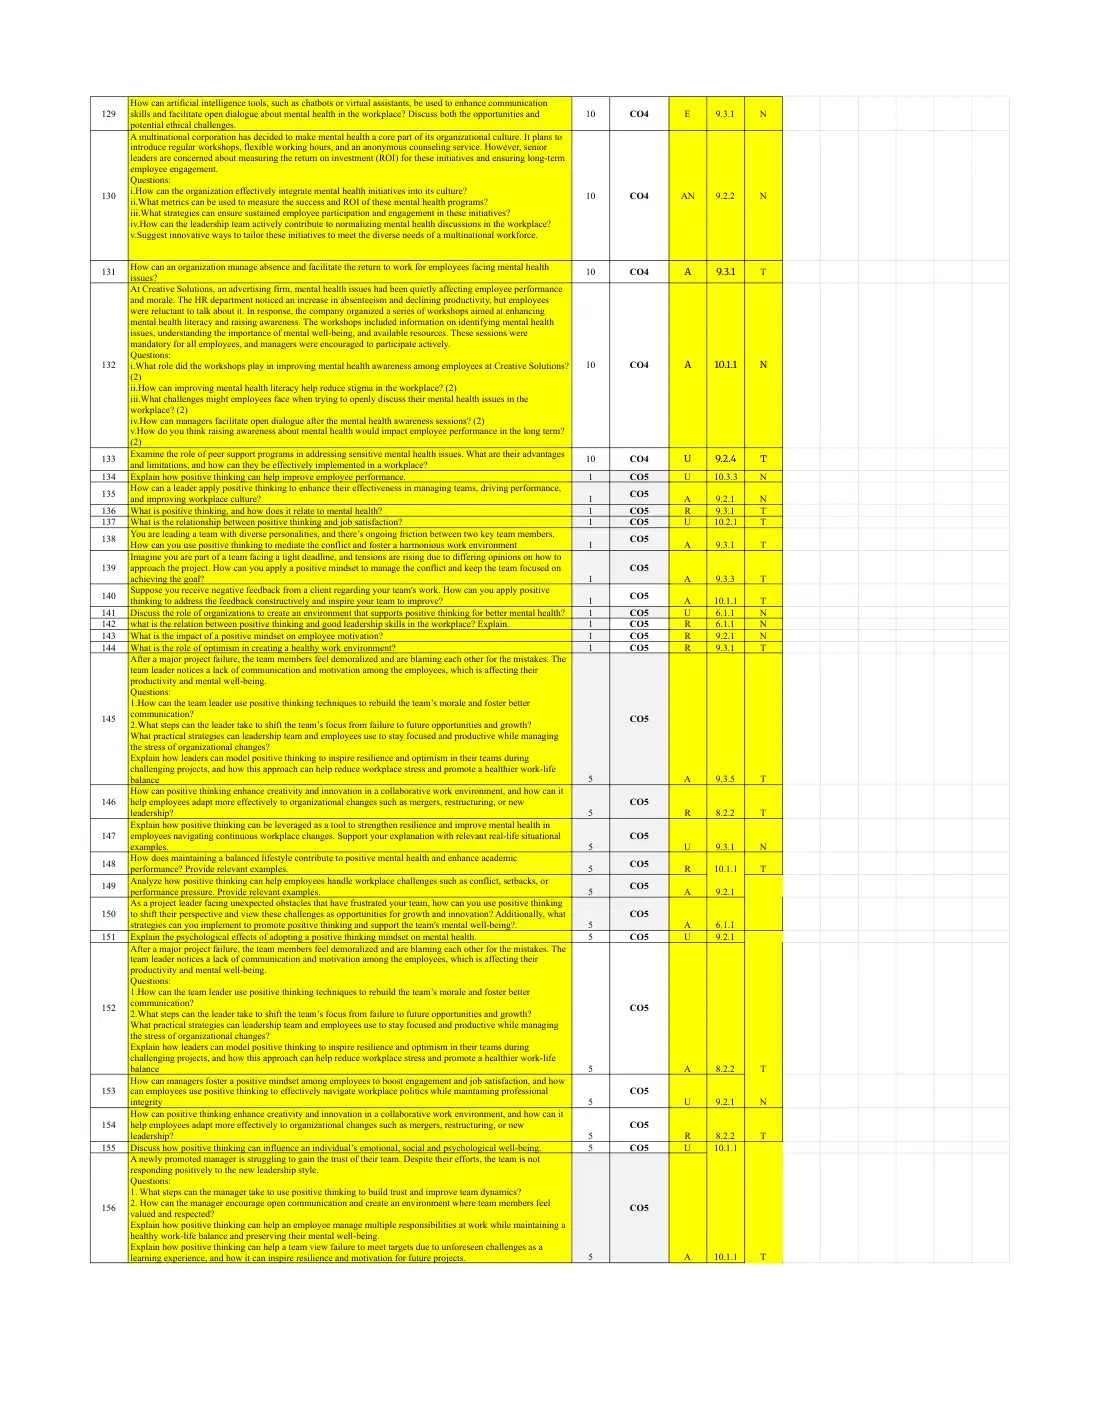 129
How can artificial intelligence tools, such as chatbots or virtual assistants, be used to enhance communication
skills and facilitate open dialogue about mental health in the workplace? Discuss both the opportunities and
potential ethical challenges.
10 CO4 E 9.3.1 N
130
A multinational corporation has decided to make mental health a core part of its organizational culture. It plans to
introduce regular workshops, flexible working hours, and an anonymous counseling service. However, senior
leaders are concerned about measuring the return on investment (ROI) for these initiatives and ensuring long-term
employee engagement.
Questions:
i.How can the organization effectively integrate mental health initiatives into its culture?
ii.What metrics can be used to measure the success and ROI of these mental health programs?
iii.What strategies can ensure sustained employee participation and engagement in these initiatives?
iv.How can the leadership team actively contribute to normalizing mental health discussions in the workplace?
v.Suggest innovative ways to tailor these initiatives to meet the diverse needs of a multinational workforce.
10 CO4 AN 9.2.2 N
131
How can an organization manage absence and facilitate the return to work for employees facing mental health
issues?
10 CO4 A 9.3.1 T
132
At Creative Solutions, an advertising firm, mental health issues had been quietly affecting employee performance
and morale. The HR department noticed an increase in absenteeism and declining productivity, but employees
were reluctant to talk about it. In response, the company organized a series of workshops aimed at enhancing
mental health literacy and raising awareness. The workshops included information on identifying mental health
issues, understanding the importance of mental well-being, and available resources. These sessions were
mandatory for all employees, and managers were encouraged to participate actively.
Questions:
i.What role did the workshops play in improving mental health awareness among employees at Creative Solutions?
(2)
ii.How can improving mental health literacy help reduce stigma in the workplace? (2)
iii.What challenges might employees face when trying to openly discuss their mental health issues in the
workplace? (2)
iv.How can managers facilitate open dialogue after the mental health awareness sessions? (2)
v.How do you think raising awareness about mental health would impact employee performance in the long term?
(2)
10 CO4 A 10.1.1 N
133
Examine the role of peer support programs in addressing sensitive mental health issues. What are their advantages
and limitations, and how can they be effectively implemented in a workplace?
10 CO4 U 9.2.4 T
134 Explain how positive thinking can help improve employee performance. 1 CO5 U 10.3.3 N
135
How can a leader apply positive thinking to enhance their effectiveness in managing teams, driving performance,
and improving workplace culture?
1 CO5 A 9.2.1 N
136 What is positive thinking, and how does it relate to mental health? 1 CO5 R 9.3.1 T
137 What is the relationship between positive thinking and job satisfaction? 1 CO5 U 10.2.1 T
138
You are leading a team with diverse personalities, and there's ongoing friction between two key team members.
How can you use positive thinking to mediate the conflict and foster a harmonious work environment
1 CO5 A 9.3.1 T
139
Imagine you are part of a team facing a tight deadline, and tensions are rising due to differing opinions on how to
approach the project. How can you apply a positive mindset to manage the conflict and keep the team focused on
achieving the goal?
1 CO5 A 9.3.3 T
140
Suppose you receive negative feedback from a client regarding your team's work. How can you apply positive
thinking to address the feedback constructively and inspire your team to improve?
1 CO5 A 10.1.1 T
141 Discuss the role of organizations to create an environment that supports positive thinking for better mental health? 1 CO5 U 6.1.1 N
142 what is the relation between positive thinking and good leadership skills in the workplace? Explain. 1 CO5 R 6.1.1 N
143 What is the impact of a positive mindset on employee motivation? 1 CO5 R 9.2.1 N
144 What is the role of optimism in creating a healthy work environment? 1 CO5 R 9.3.1 T
145
After a major project failure, the team members feel demoralized and are blaming each other for the mistakes. The
team leader notices a lack of communication and motivation among the employees, which is affecting their
productivity and mental well-being.
Questions:
1.How can the team leader use positive thinking techniques to rebuild the team's morale and foster better
communication?
2.What steps can the leader take to shift the team's focus from failure to future opportunities and growth?
What practical strategies can leadership team and employees use to stay focused and productive while managing
the stress of organizational changes?
Explain how leaders can model positive thinking to inspire resilience and optimism in their teams during
challenging projects, and how this approach can help reduce workplace stress and promote a healthier work-life
balance
5 CO5 A 9.3.5 T
146
How can positive thinking enhance creativity and innovation in a collaborative work environment, and how can it
help employees adapt more effectively to organizational changes such as mergers, restructuring, or new
leadership?
5 CO5 R 8.2.2 T
147
Explain how positive thinking can be leveraged as a tool to strengthen resilience and improve mental health in
employees navigating continuous workplace changes. Support your explanation with relevant real-life situational
examples.
5 CO5 U 9.3.1 N
148
How does maintaining a balanced lifestyle contribute to positive mental health and enhance academic
performance? Provide relevant examples.
5 CO5 R 10.1.1 T
149
Analyze how positive thinking can help employees handle workplace challenges such as conflict, setbacks, or
performance pressure. Provide relevant examples.
5 CO5 A 9.2.1
150
As a project leader facing unexpected obstacles that have frustrated your team, how can you use positive thinking
to shift their perspective and view these challenges as opportunities for growth and innovation? Additionally, what
strategies can you implement to promote positive thinking and support the team's mental well-being?.
5 CO5 A 6.1.1
151 Explain the psychological effects of adopting a positive thinking mindset on mental health. 5 CO5 U 9.2.1
152
After a major project failure, the team members feel demoralized and are blaming each other for the mistakes. The
team leader notices a lack of communication and motivation among the employees, which is affecting their
productivity and mental well-being.
Questions:
1.How can the team leader use positive thinking techniques to rebuild the team's morale and foster better
communication?
2.What steps can the leader take to shift the team's focus from failure to future opportunities and growth?
What practical strategies can leadership team and employees use to stay focused and productive while managing
the stress of organizational changes?
Explain how leaders can model positive thinking to inspire resilience and optimism in their teams during
challenging projects, and how this approach can help reduce workplace stress and promote a healthier work-life
balance
5 CO5 A 8.2.2 T
153
How can managers foster a positive mindset among employees to boost engagement and job satisfaction, and how
can employees use positive thinking to effectively navigate workplace politics while maintaining professional
integrity
5 CO5 U 9.2.1 N
154
How can positive thinking enhance creativity and innovation in a collaborative work environment, and how can it
help employees adapt more effectively to organizational changes such as mergers, restructuring, or new
leadership?
5 CO5 R 8.2.2 T
155 Discuss how positive thinking can influence an individual's emotional, social and psychological well-being. 5 CO5 U 10.1.1
156
A newly promoted manager is struggling to gain the trust of their team. Despite their efforts, the team is not
responding positively to the new leadership style.
Questions:
1. What steps can the manager take to use positive thinking to build trust and improve team dynamics?
2. How can the manager encourage open communication and create an environment where team members feel
valued and respected?
Explain how positive thinking can help an employee manage multiple responsibilities at work while maintaining a
healthy work-life balance and preserving their mental well-being.
Explain how positive thinking can help a team view failure to meet targets due to unforeseen challenges as a
learning experience, and how it can inspire resilience and motivation for future projects.
5 CO5 A 10.1.1 T